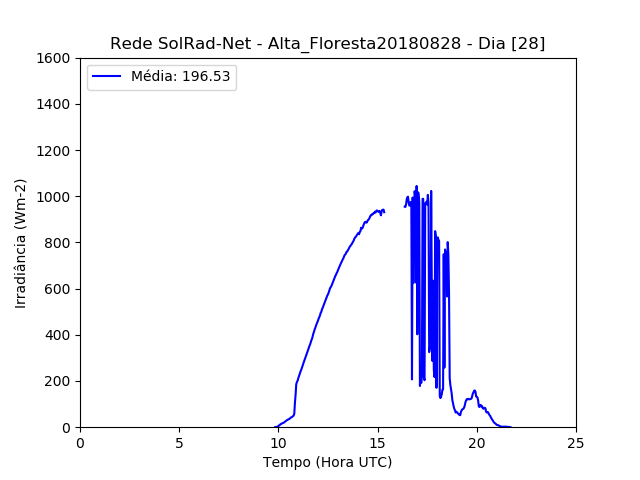 Rede SolRad-Net - Alta_Floresta20180828 - Dia [28]
Média: 196.53
1600
1400
1200
1000
800
600
400
200
0
Irradiância (Wm-2)
0 5 10 15 20 25
Tempo (Hora UTC)